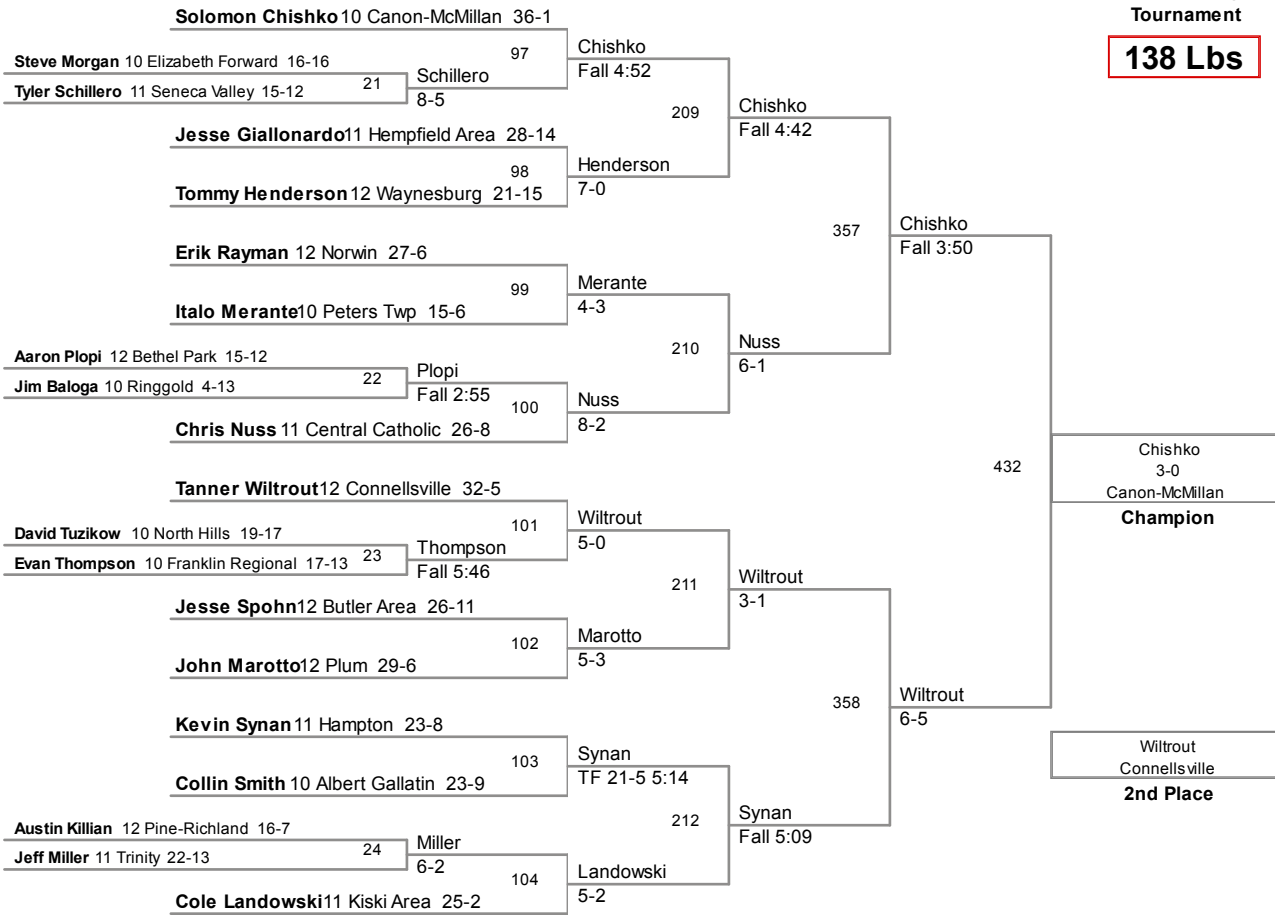 Tournament
138 Lbs
Solomon Chishko 10 Canon-McMillan 36-1
97
Chishko
Fall 4:52
Steve Morgan 10 Elizabeth Forward 16-16
21
Tyler Schillero 11 Seneca Valley 15-12
Schillero
8-5
209
Chishko
Fall 4:42
Jesse Giallonardo 11 Hempfield Area 28-14
98
Henderson
7-0
Tommy Henderson 12 Waynesburg 21-15
357
Chishko
Fall 3:50
Erik Rayman 12 Norwin 27-6
99
Merante
4-3
Italo Merante 10 Peters Twp 15-6
210
Nuss
6-1
Aaron Plopi 12 Bethel Park 15-12
22
Jim Baloga 10 Ringgold 4-13
Plopi
Fall 2:55
100
Nuss
8-2
Chris Nuss 11 Central Catholic 26-8
432
Chishko
3-0
Canon-McMillan
Champion
Tanner Wiltrout 12 Connellsville 32-5
101
Wiltrout
5-0
David Tuzikow 10 North Hills 19-17
23
Evan Thompson 10 Franklin Regional 17-13
Thompson
Fall 5:46
211
Wiltrout
3-1
Jesse Spohn 12 Butler Area 26-11
102
Marotto
5-3
John Marotto 12 Plum 29-6
358
Wiltrout
6-5
Kevin Synan 11 Hampton 23-8
103
Synan
TF 21-5 5:14
Collin Smith 10 Albert Gallatin 23-9
212
Synan
Fall 5:09
Wiltrout
Connellsville
2nd Place
Austin Killian 12 Pine-Richland 16-7
24
Jeff Miller 11 Trinity 22-13
Miller
6-2
104
Landowski
5-2
Cole Landowski 11 Kiski Area 25-2